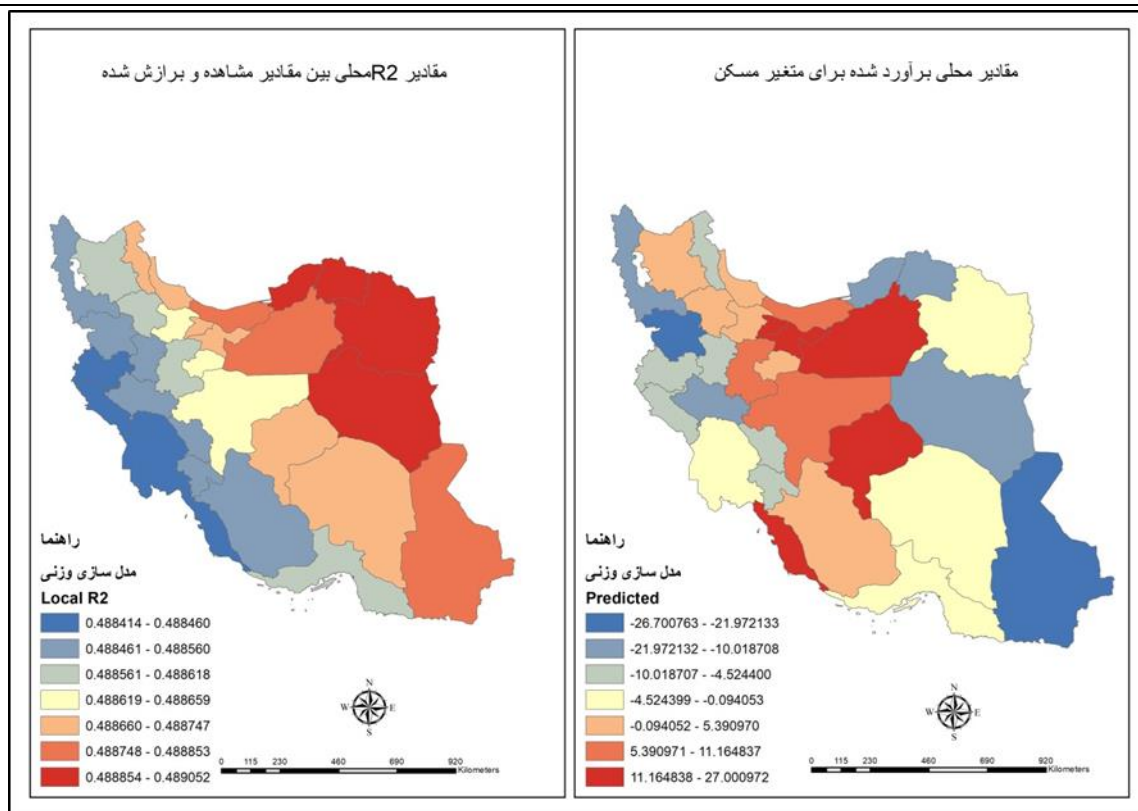 مقادیر R2محلی بین مقادیر مشاهده و برازش شده
راهنما
مدل سازی وزنی
Local R2
0.488414 - 0.488460
0.488461 - 0.488560
0.488561 - 0.488618
0.488619 - 0.488659
0.488660 - 0.488747
0.488748 - 0.488853
0.488854 - 0.489052
N
W E
S
0 115 230 460 690 920
Kilometers
مقادیر محلی برآورد شده برای متغیر مسکن
راهنما
مدل سازی وزنی
Predicted
-26.700763 - -21.972133
-21.972132 - -10.018708
-10.018707 - -4.524400
-4.524399 - -0.094053
-0.094052 - 5.390970
5.390971 - 11.164837
11.164838 - 27.000972
N
W E
S
0 115 230 460 690 920
Kilometers